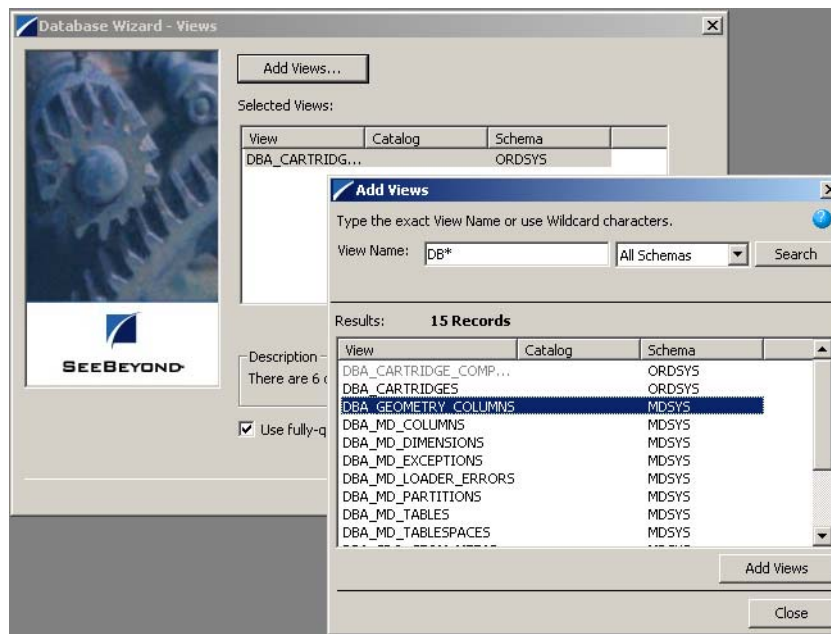 Database Wizard - Views
Add Views...
Selected Views:
View Catalog Schema
DBA_CARTRIDG... ORDSYS
SEEBEYOND
Description
There are 6
Use fully-q
Add Views
Type the exact View Name or use Wildcard characters.
View Name: DB* All Schemas Search
Results: 15 Records
View Catalog Schema
DBA_CARTRIDGE_COMP... ORDSYS
DBA_CARTRIDGES ORDSYS
DBA_GEOMETRY_COLUMNS MDSYS
DBA_MD_COLUMNS MDSYS
DBA_MD_DIMENSIONS MDSYS
DBA_MD_EXCEPTIONS MDSYS
DBA_MD_LOADER_ERRORS MDSYS
DBA_MD_PARTITIONS MDSYS
DBA_MD_TABLES MDSYS
DBA_MD_TABLESPACES MDSYS
Add Views
Close